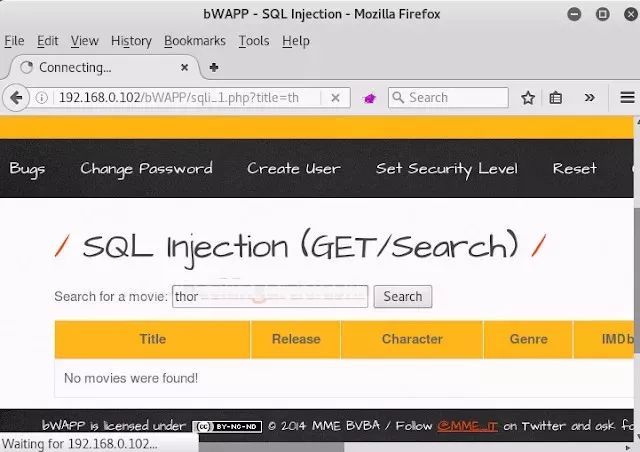 bWAPP - SQL Injection - Mozilla Firefox
File Edit View History Bookmarks Tools Help
Connecting...
192.168.0.102/bWAPP/sqli_1.php?title=th
Search
Bugs Change Password Create User Set Security Level Reset
/ SQL Injection (GET/Search) /
Search for a movie: thor Search
Title Release Character Genre IMDb
No movies were found!
bWAPP is licensed under (cc) BY-NC-ND © 2014 MME BVBA / Follow @MME_IT on Twitter and ask fo
Waiting for 192.168.0.102...